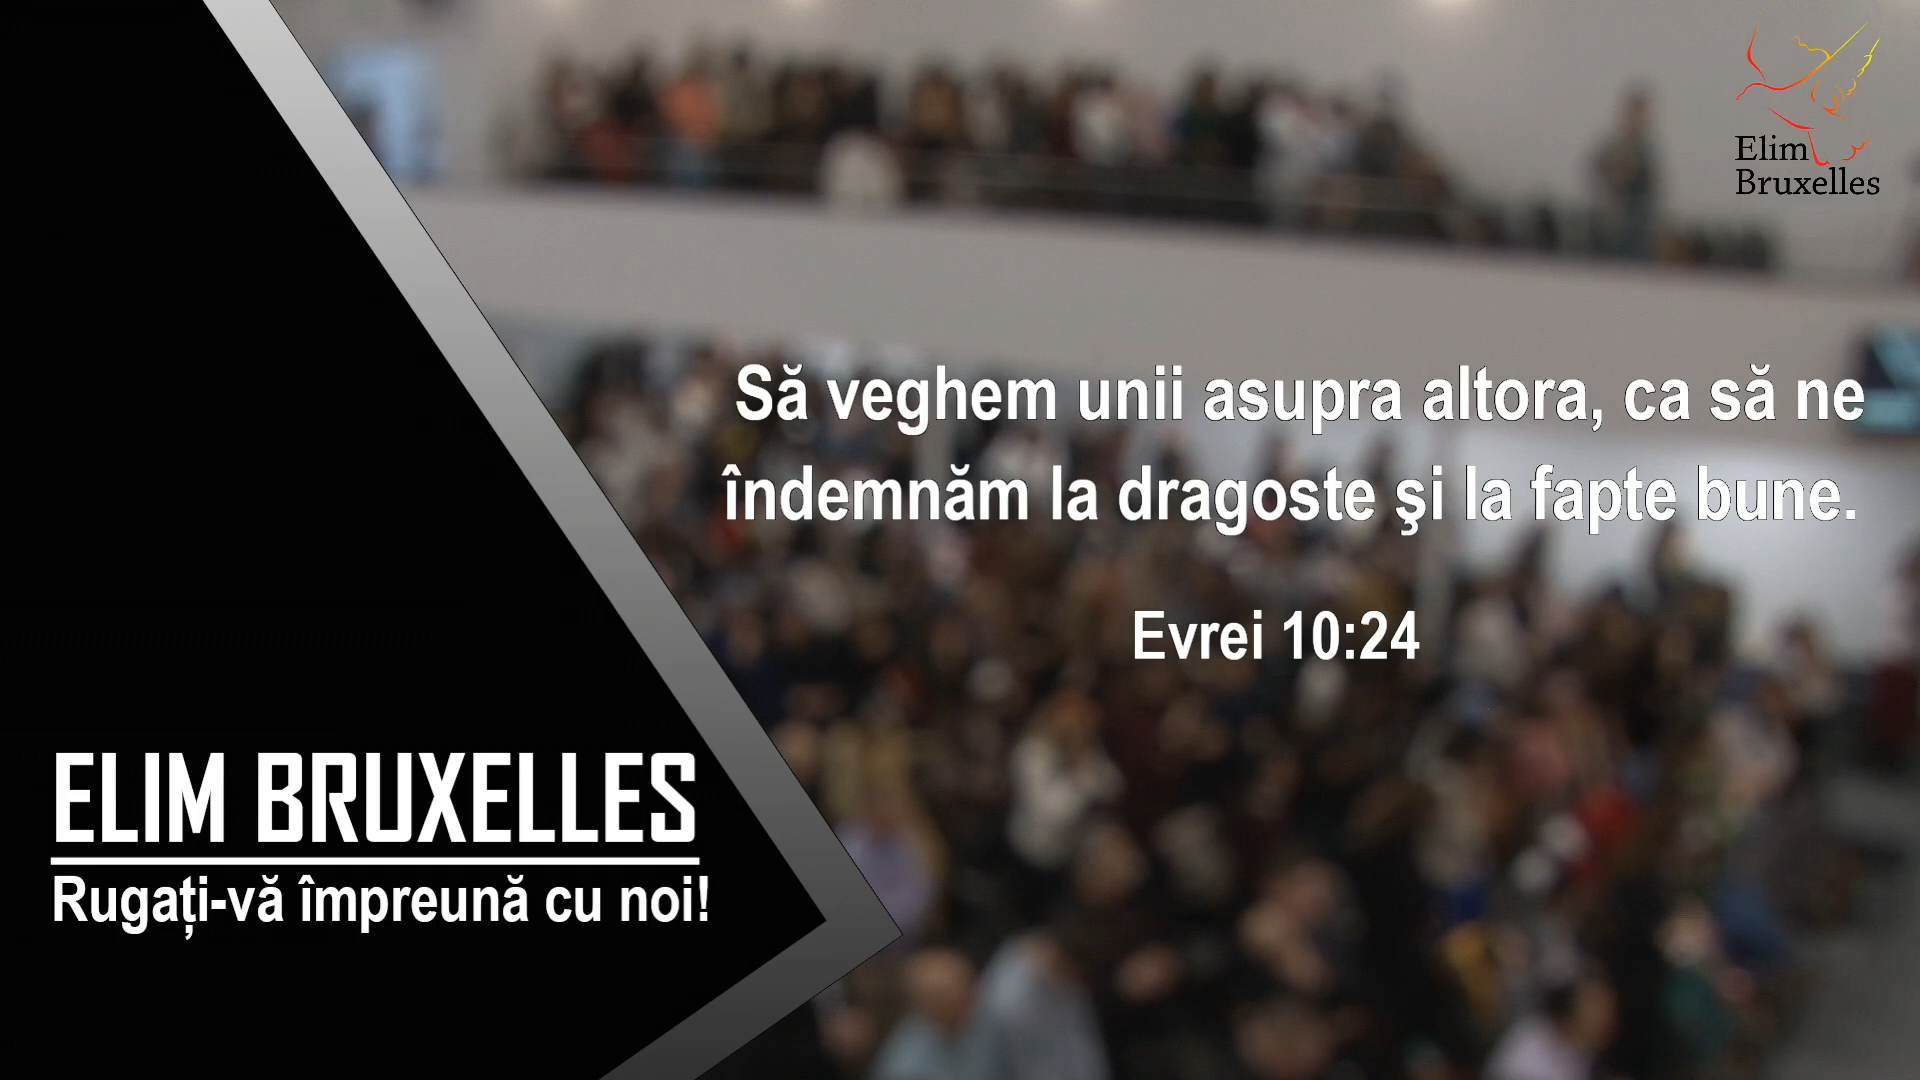 Elim
Bruxelles
Să veghem unii asupra altora, ca să ne
îndemnăm la dragoste şi la fapte bune.
Evrei 10:24
ELIM BRUXELLES
Rugați-vă împreună cu noi!